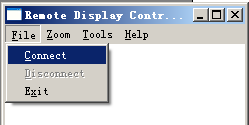 Remote Display Contr...
File Zoom Tools Help
Connect
Disconnect
Exit